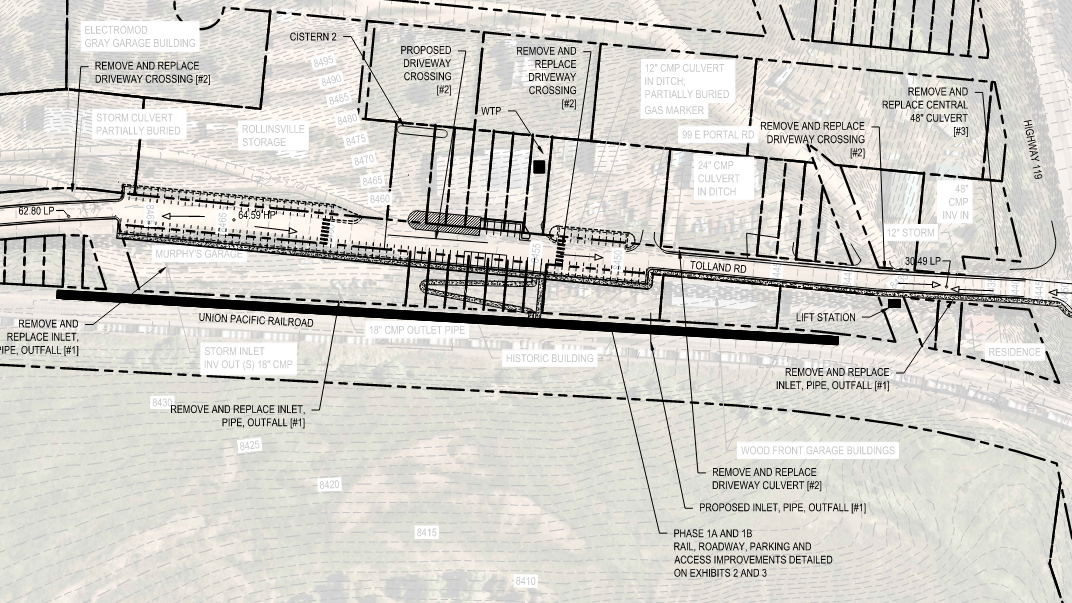 ELECTROMOD
GRAY GARAGE BUILDING
REMOVE AND REPLACE
DRIVEWAY CROSSING [#2]
CISTERN 2
PROPOSED
DRIVEWAY
CROSSING
[#2]
REMOVE AND
REPLACE
DRIVEWAY
CROSSING
[#2]
12" CMP CULVERT
IN DITCH;
PARTIALLY BURIED
GAS MARKER
REMOVE AND
REPLACE CENTRAL
48" CULVERT
[#3]
HIGHWAY 119
8495
8490
8485
8480
8475
8470
8465
8460
STORM CULVERT
PARTIALLY BURIED
ROLLINSVILLE
STORAGE
WTP
99 E PORTAL RD
REMOVE AND REPLACE
DRIVEWAY CROSSING
[#2]
24" CMP
CULVERT
IN DITCH
48"
CMP
INV IN
12" STORM
62.80 LP
64.59 HP
MURPHY'S GARAGE
TOLLAND RD
30.49 LP
LIFT STATION
UNION PACIFIC RAILROAD
REMOVE AND
REPLACE INLET,
PIPE, OUTFALL [#1]
18" CMP OUTLET PIPE
STORM INLET
INV OUT (S) 18" CMP
HISTORIC BUILDING
RESIDENCE
REMOVE AND REPLACE
INLET, PIPE, OUTFALL [#1]
8430
REMOVE AND REPLACE INLET,
PIPE, OUTFALL [#1]
8425
WOOD FRONT GARAGE BUILDINGS
REMOVE AND REPLACE
DRIVEWAY CULVERT [#2]
8420
PROPOSED INLET, PIPE, OUTFALL [#1]
8415
PHASE 1A AND 1B
RAIL, ROADWAY, PARKING AND
ACCESS IMPROVEMENTS DETAILED
ON EXHIBITS 2 AND 3
8410